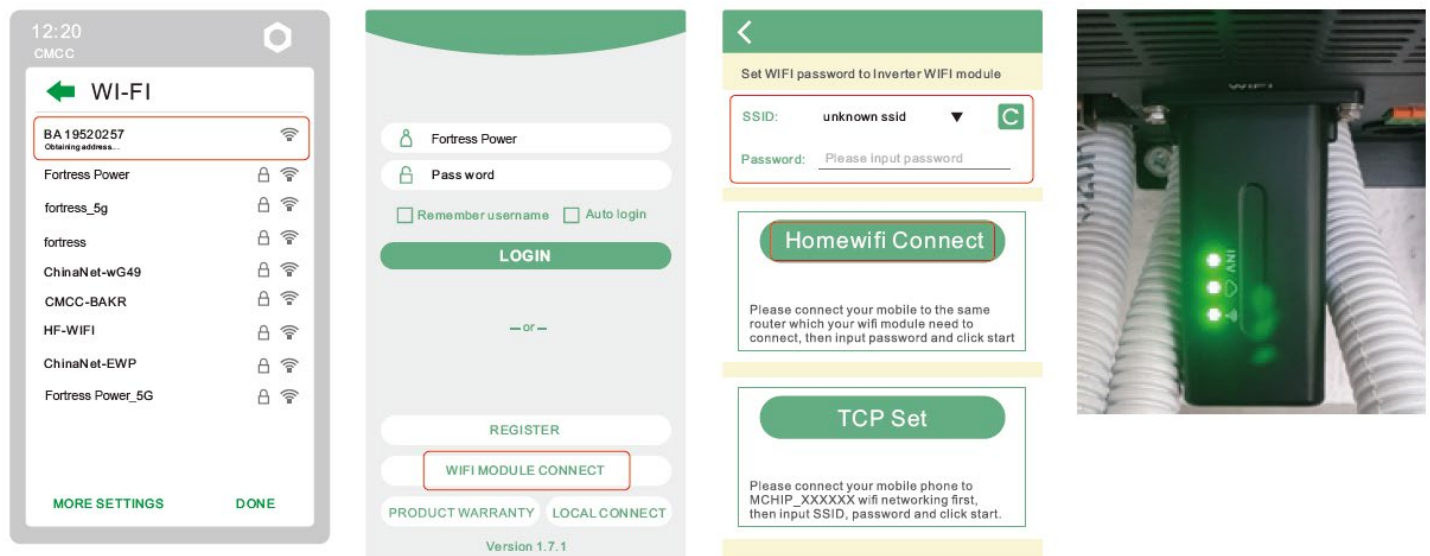 12:20
CMCC
WI-FI
BA19520257
Obtaining address...
Fortress Power
fortress_5g
fortress
ChinaNet-wG49
CMCC-BAKR
HF-WIFI
ChinaNet-EWP
Fortress Power_5G
MORE SETTINGS DONE
Fortress Power
Pass word
Remember username Auto login
LOGIN
— or —
REGISTER
WIFI MODULE CONNECT
PRODUCT WARRANTY LOCAL CONNECT
Version 1.7.1
Set WIFI password to Inverter WIFI module
SSID: unknown ssid
Password: Please input password
Homewifi Connect
Please connect your mobile to the same
router which your wifi module need to
connect, then input password and click start
TCP Set
Please connect your mobile phone to
MCHIP_XXXXXX wifi networking first,
then input SSID, password and click start.
WIFI
INV